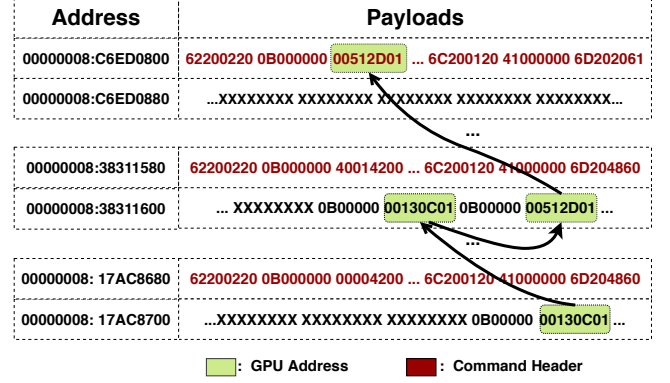 Address Payloads
00000008:C6ED0800 62200220 0B000000 00512D01 ... 6C200120 41000000 6D202061
00000008:C6ED0880 ...XXXXXXXX XXXXXXXX XXXXXXXX XXXXXXXX XXXXXXXX...
...
00000008:38311580 62200220 0B000000 40014200 ... 6C200120 41000000 6D204860
00000008:38311600 ... XXXXXXXX 0B00000 00130C01 0B00000 00512D01 ...
...
00000008: 17AC8680 62200220 0B000000 00004200 ... 6C200120 41000000 6D204860
00000008: 17AC8700 ...XXXXXXXX XXXXXXXX XXXXXXXX 0B00000 00130C01 ...
: GPU Address : Command Header